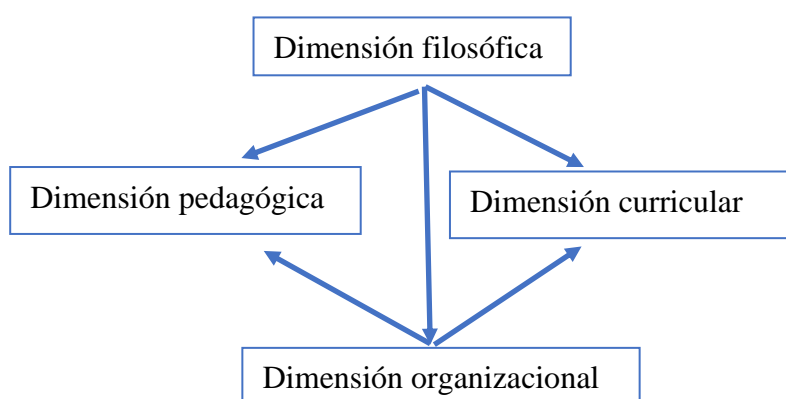 Dimensión filosófica
Dimensión pedagógica
Dimensión curricular
Dimensión organizacional